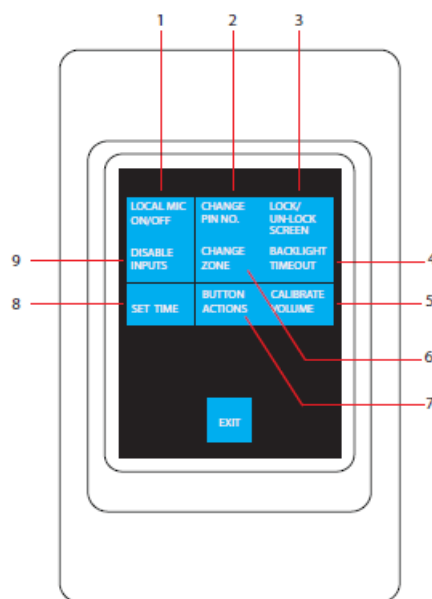 1 2 3
LOCAL MIC CHANGE LOCK/
ON/OFF PIN NO. UN-LOCK
SCREEN
DISABLE CHANGE BACKLIGHT
INPUTS ZONE TIMEOUT
9
4
BUTTON CALIBRATE
SET TIME ACTIONS VOLUME
8
5
6
7
EXIT